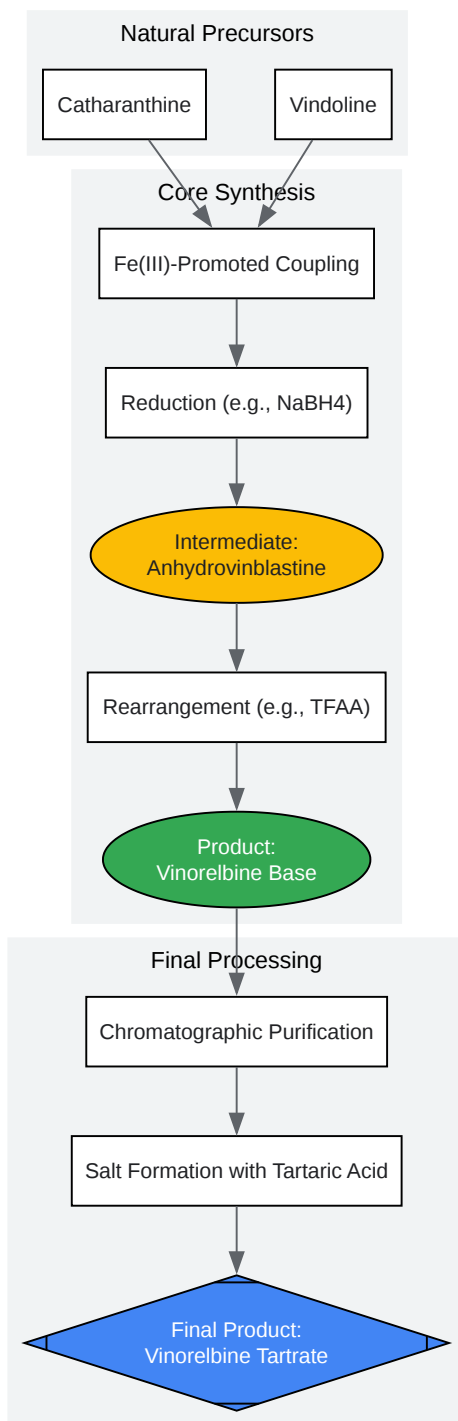 Natural Precursors
Catharanthine
Vindoline
Core Synthesis
Fe(III)-Promoted Coupling
Reduction (e.g., NaBH4)
Intermediate:
Anhydrovinblastine
Rearrangement (e.g., TFAA)
Product:
Vinorelbine Base
Final Processing
Chromatographic Purification
Salt Formation with Tartaric Acid
Final Product:
Vinorelbine Tartrate